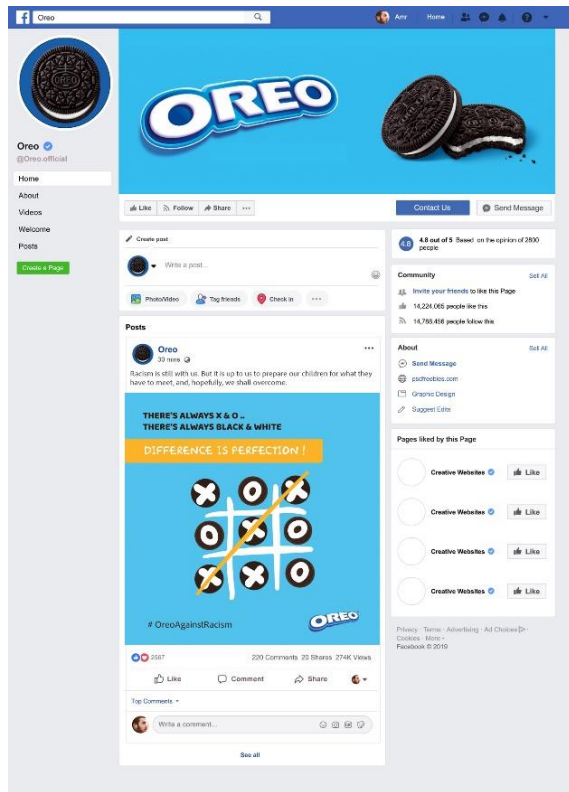 Oreo
Amr
Home
OREO
OREO
Oreo
@Oreo.official
Home
About
Videos
Welcome
Posts
Create a Page
Like
Follow
Share
Contact Us
Send Message
Create post
Write a post...
Photo/Video
Tag friends
Check in
Posts
Oreo
33 mins
Racism is still with us. But it is up to us to prepare our children for what they
have to meet, and, hopefully, we shall overcome.
THERE'S ALWAYS X & O ..
THERE'S ALWAYS BLACK & WHITE
DIFFERENCE IS PERFECTION !
X O X
O X O
X X O
# OreoAgainstRacism
OREO
2567
220 Comments 23 Shares 274K Views
Like
Comment
Share
Top Comments
Write a comment...
See all
4.8
4.8 out of 5 Based on the opinion of 2800
people
Community
Sell All
Invite your friends to like this Page
14,224,065 people like this
14,788,496 people follow this
About
Sell All
Send Message
psdfreebies.com
Graphic Design
Suggest Edits
Pages liked by this Page
Creative Websites
Like
Creative Websites
Like
Creative Websites
Like
Creative Websites
Like
Privacy · Terms · Advertising · Ad Choices ·
Cookies · More ·
Facebook © 2019